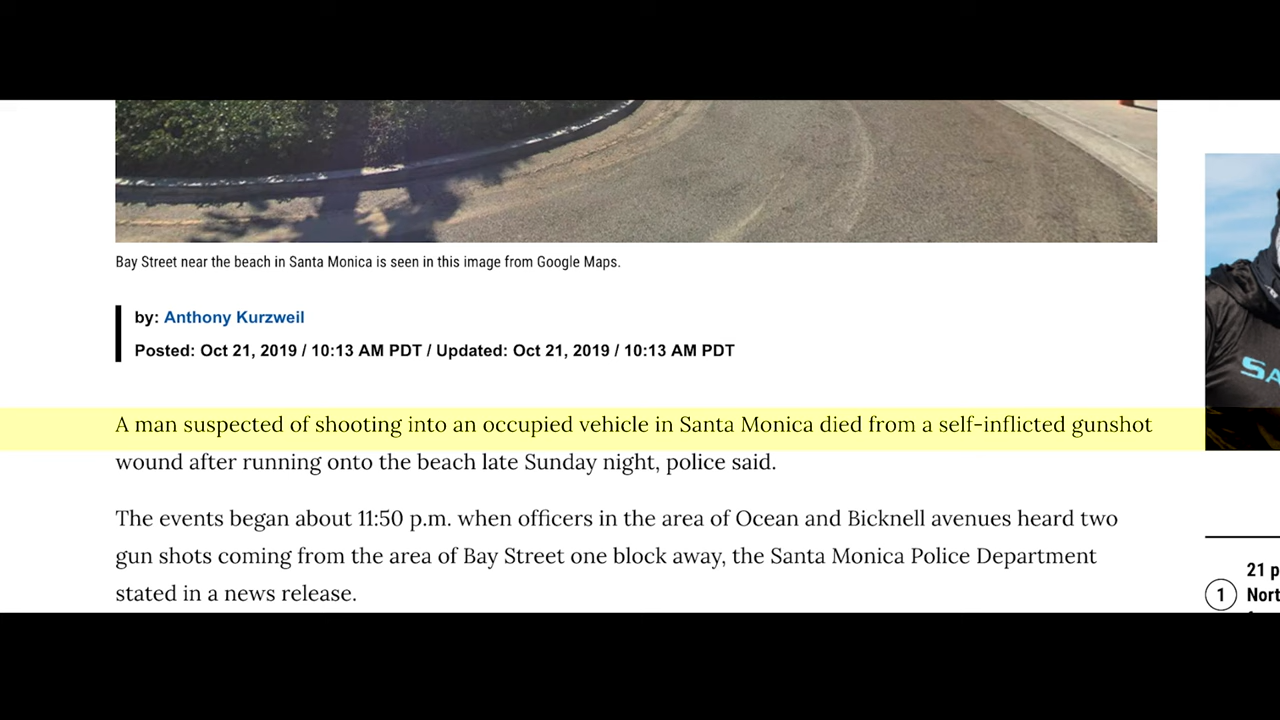 Bay Street near the beach in Santa Monica is seen in this image from Google Maps.
by: Anthony Kurzweil
Posted: Oct 21, 2019 / 10:13 AM PDT / Updated: Oct 21, 2019 / 10:13 AM PDT
A man suspected of shooting into an occupied vehicle in Santa Monica died from a self-inflicted gunshot
wound after running onto the beach late Sunday night, police said.
The events began about 11:50 p.m. when officers in the area of Ocean and Bicknell avenues heard two
gun shots coming from the area of Bay Street one block away, the Santa Monica Police Department
stated in a news release.
SA
21 p
1
Nort